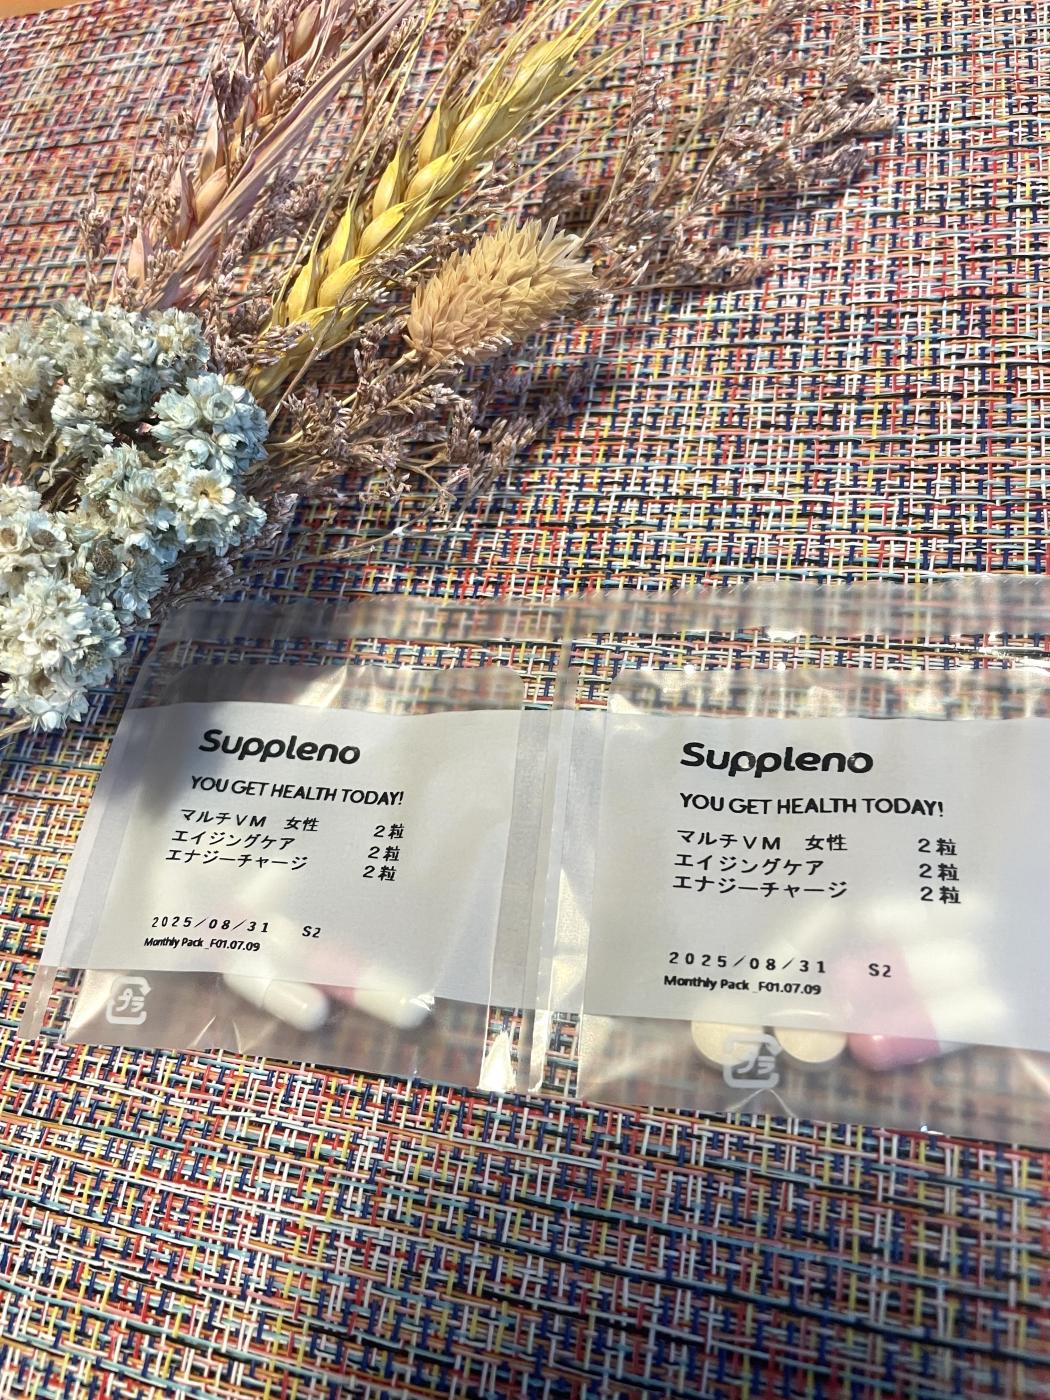 Suppleno
YOU GET HEALTH TODAY!
マルチVM 女性 2粒
エイジングケア 2粒
エナジーチャージ 2粒
2025/08/31 S2
Monthly Pack_F01.07.09
プラ
Suppleno
YOU GET HEALTH TODAY!
マルチVM 女性 2粒
エイジングケア 2粒
エナジーチャージ 2粒
2025/08/31 S2
Monthly Pack_F01.07.09
プラ